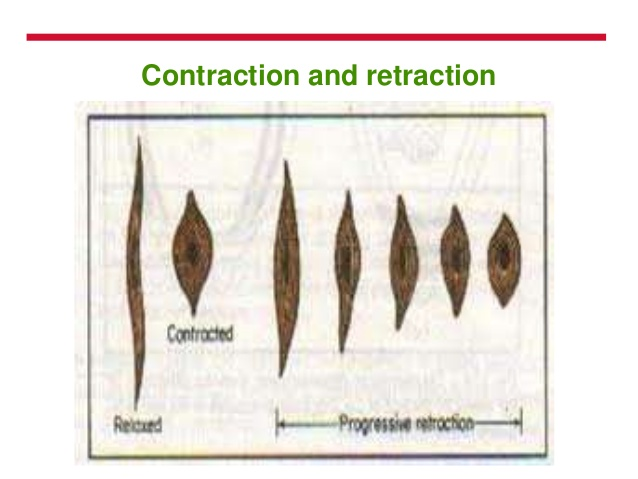 Contraction and retraction
Contracted
Relaxed
Progressive retraction